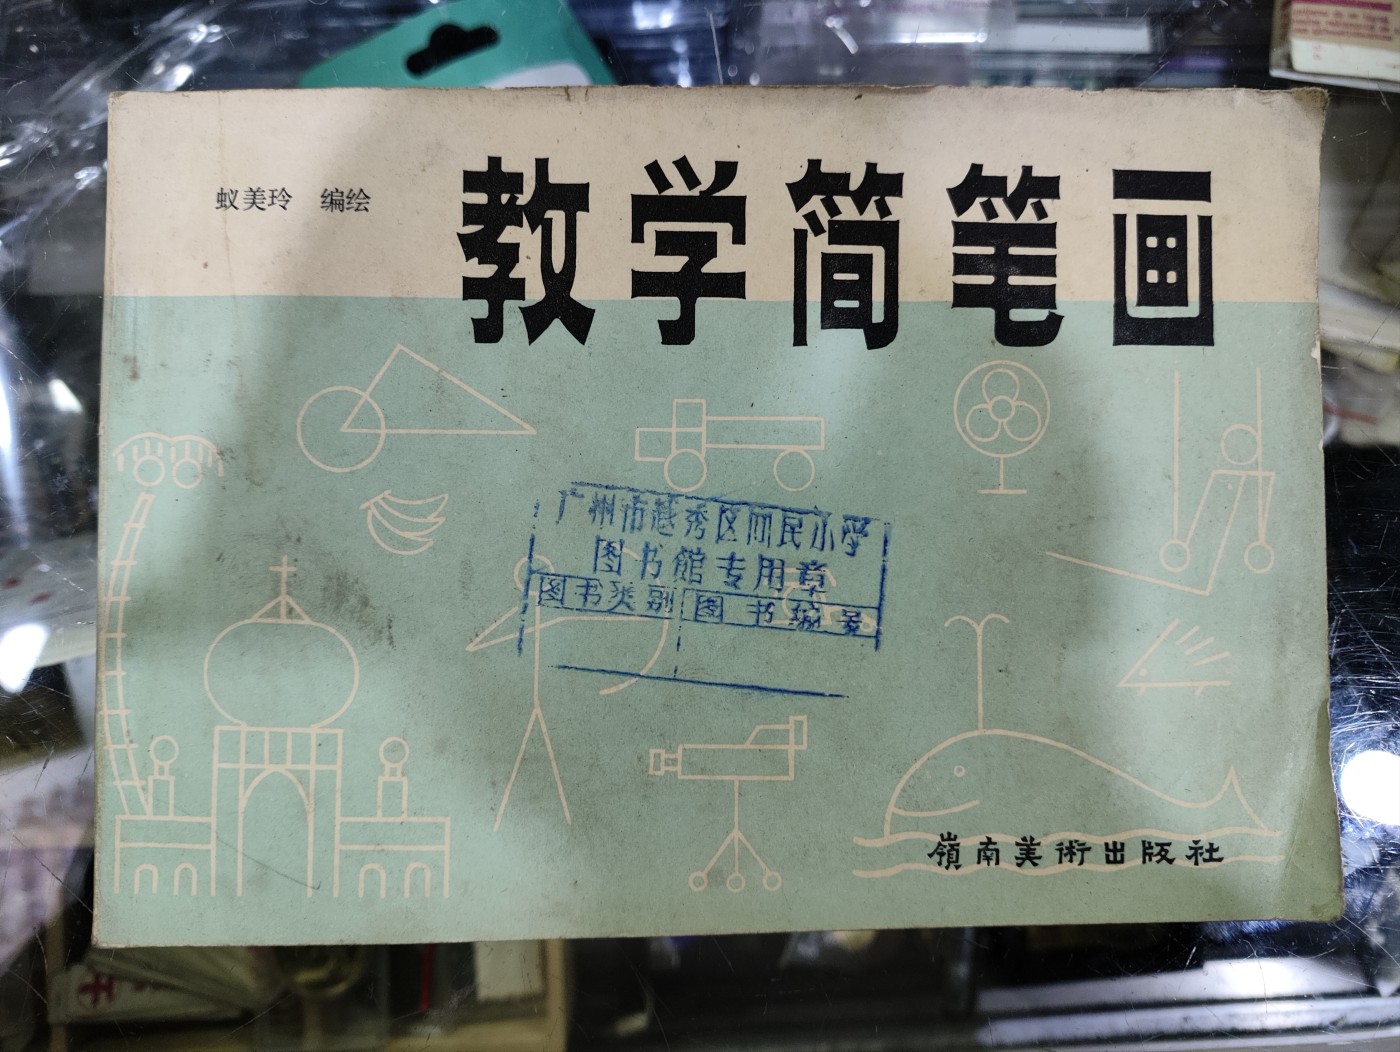 蚁美玲 编绘
教学简笔画
广州市越秀区回民小学
图书館专用章
图书类别 图书编号
嶺南美術出版社